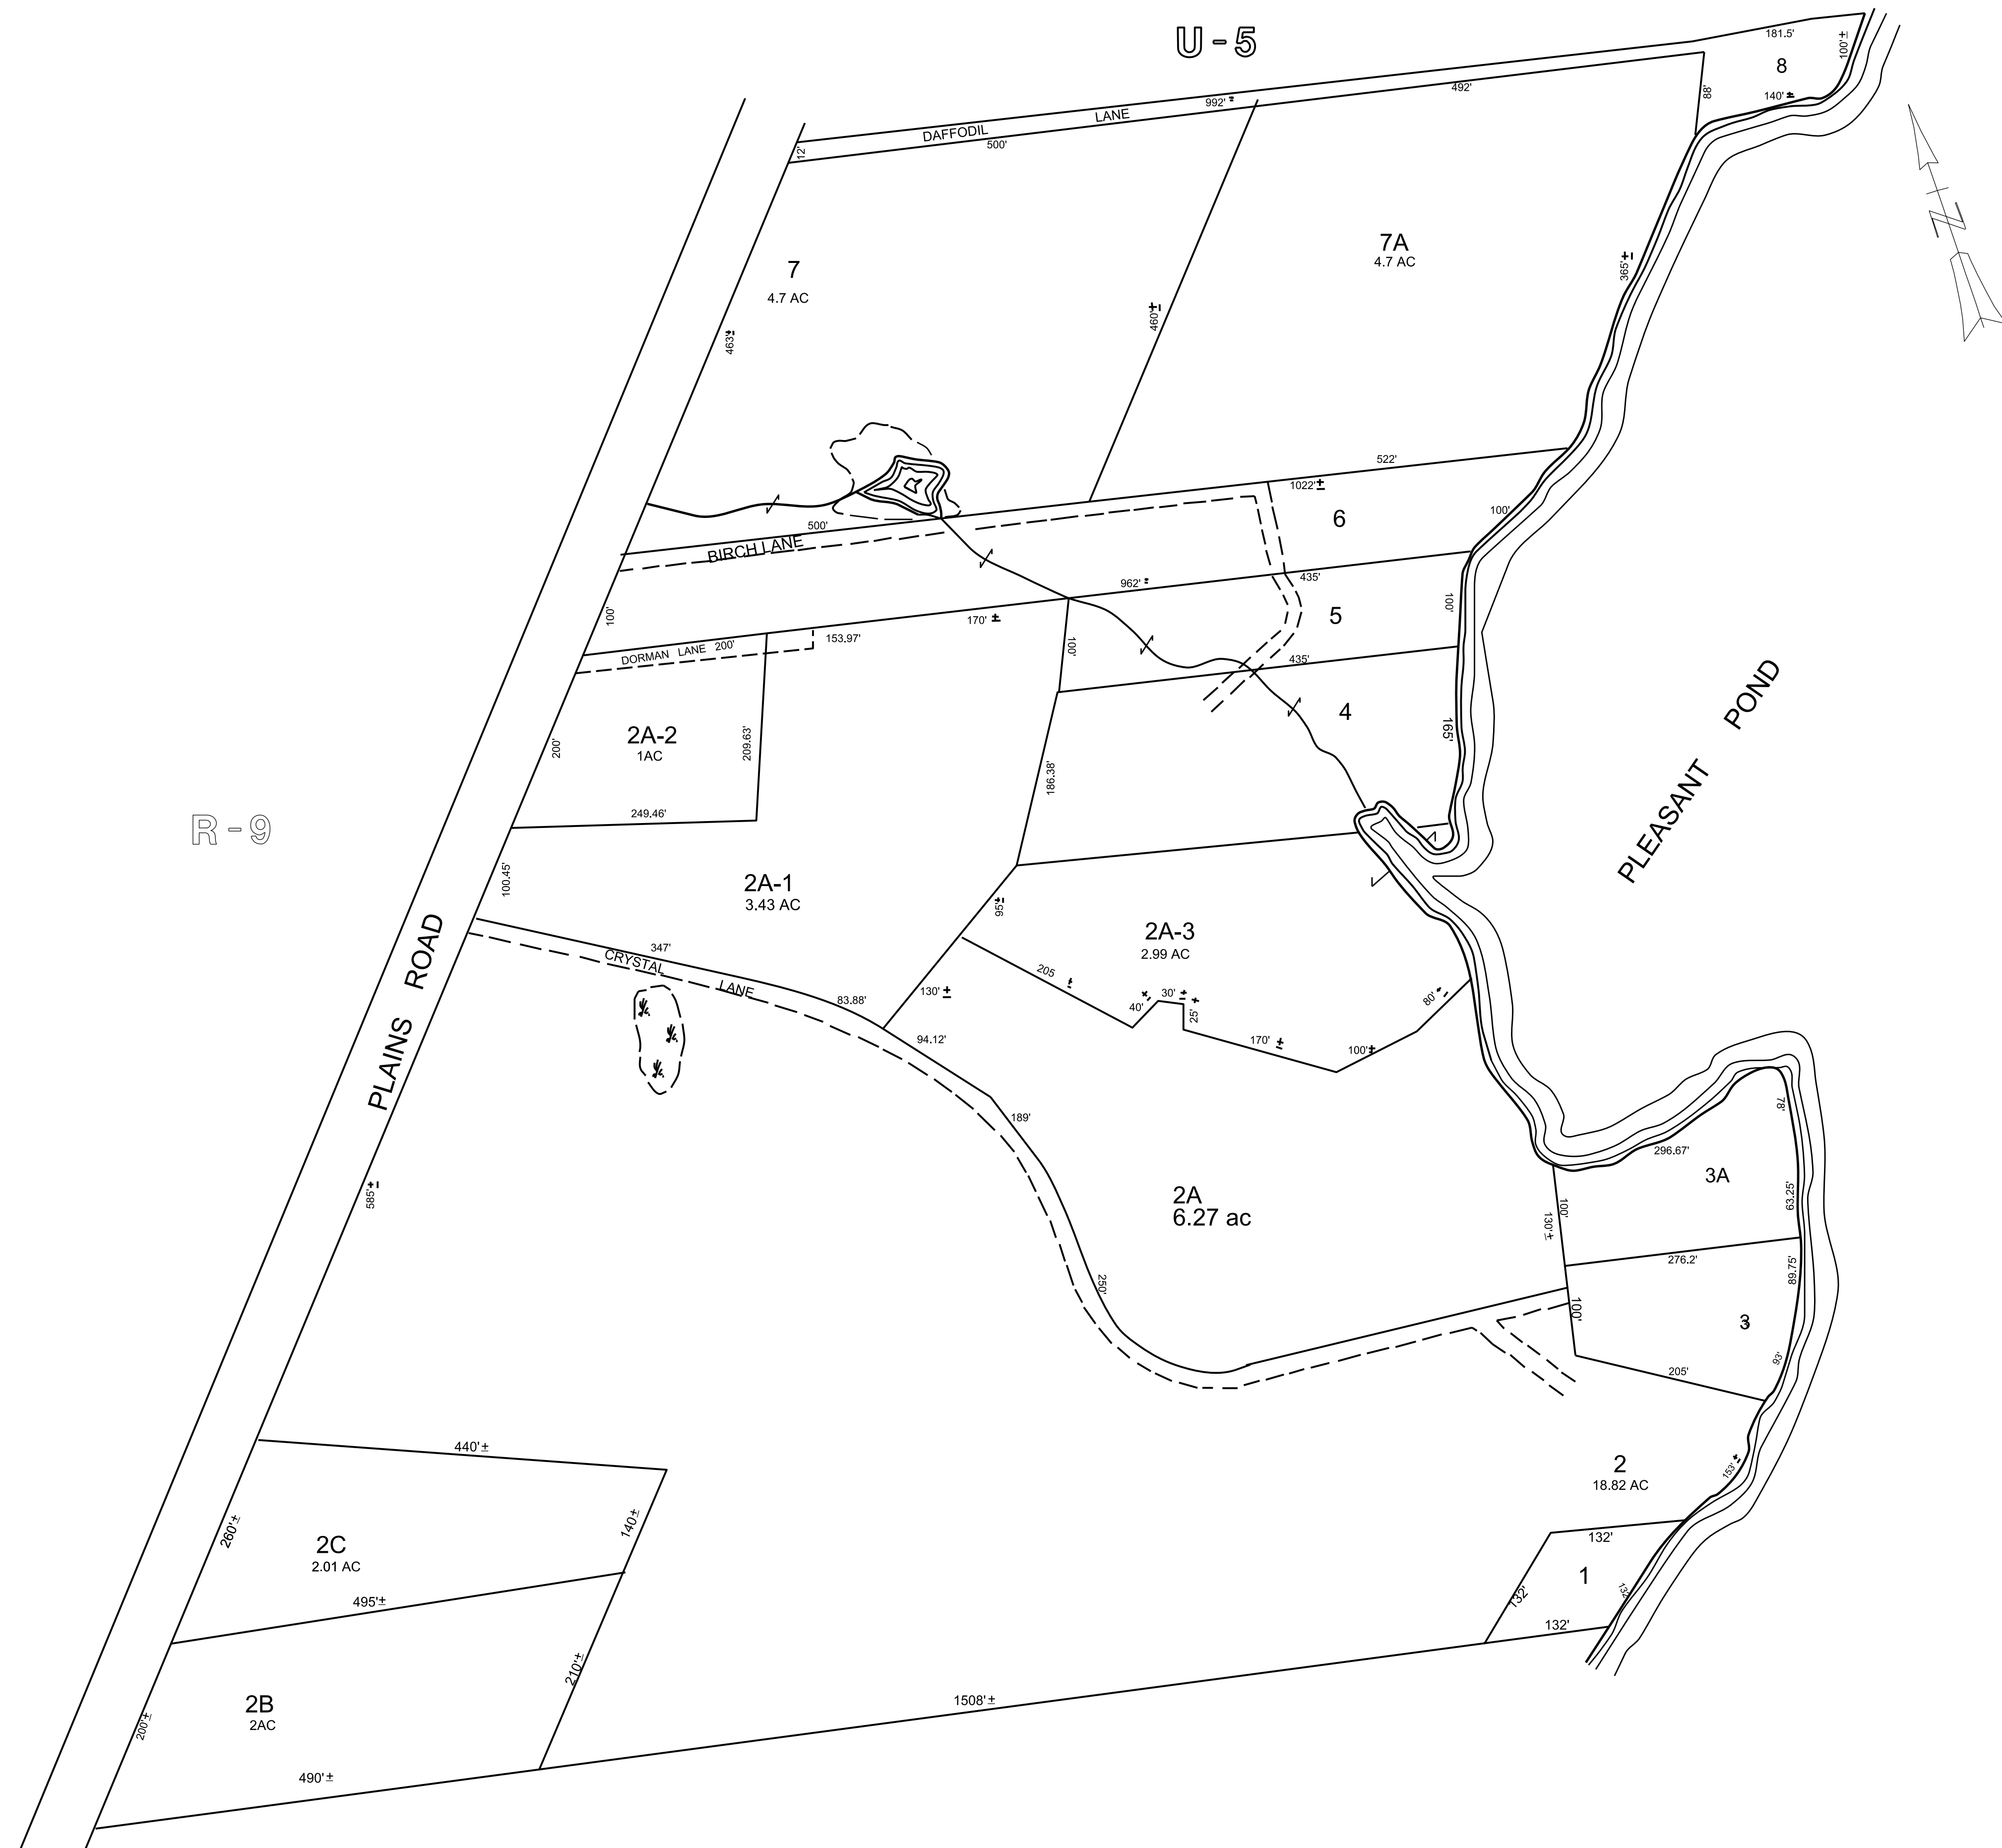 U - 5
181.5'
100'±
8
992' ±
492'
88'
140' ±
DAFFODIL LANE
12'
500'
N
7
4.7 AC
7A
4.7 AC
463'±
460'±
365'±
522'
1022'±
500'
BIRCH LANE
6
100'
962' ±
435'
100'
170' ±
5
100'
153.97'
DORMAN LANE 200'
100'
435'
2A-2
1AC
200'
209.63'
4
165'
186.38'
249.46'
PLEASANT POND
R - 9
100.45'
2A-1
3.43 AC
95'±
2A-3
2.99 AC
PLAINS ROAD
347'
CRYSTAL LANE
83.88'
130' ±
205 ±
40' ±
30' ±
25' ±
80' ±
94.12'
170' ±
100'±
189'
78'
296.67'
3A
2A
6.27 ac
585'±
100'
130'±
63.25'
276.2'
89.75'
250'
100'
3
93'
205'
440'±
2
18.82 AC
153' ±
260'±
140±
2C
2.01 AC
132'
1
132'
132'
495'±
132'
210'±
2B
2AC
200'±
1508'±
490'±